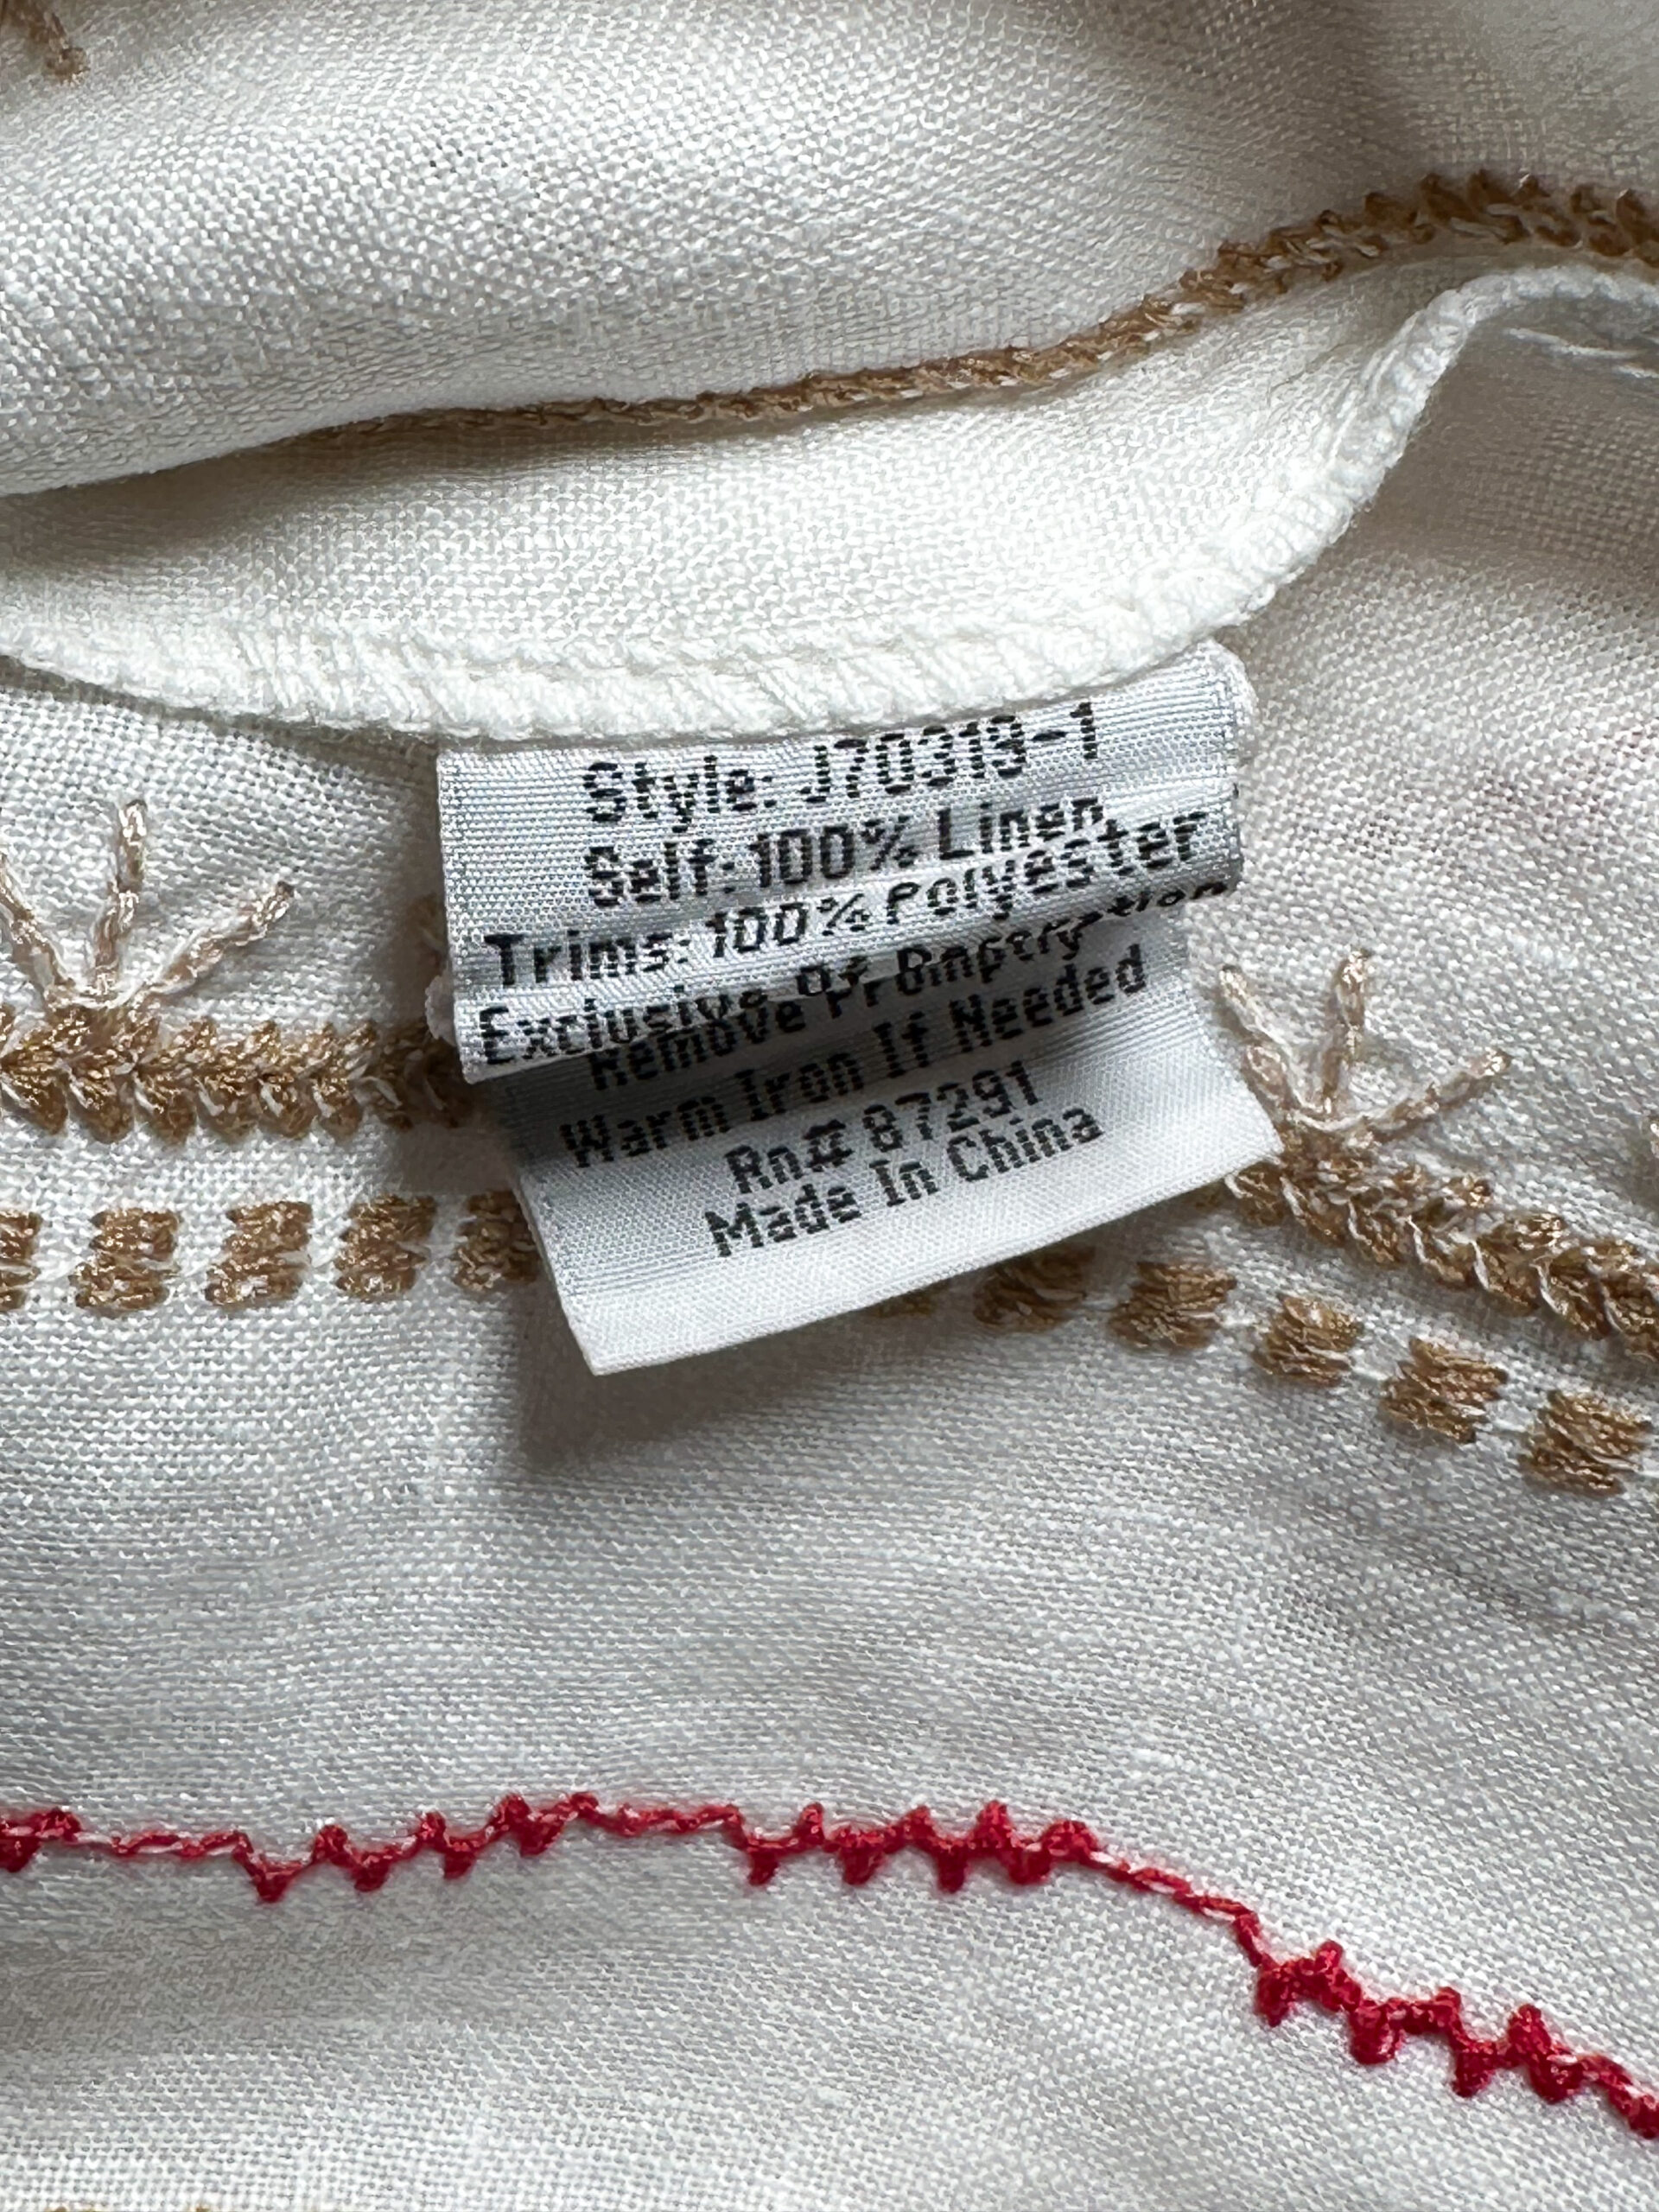 Style: J70319-1
Self: 100% Linen
Trims: 100% Polyester
Exclusive Of
Remove Promptly
Warm Iron If Needed
Rn# 87291
Made In China